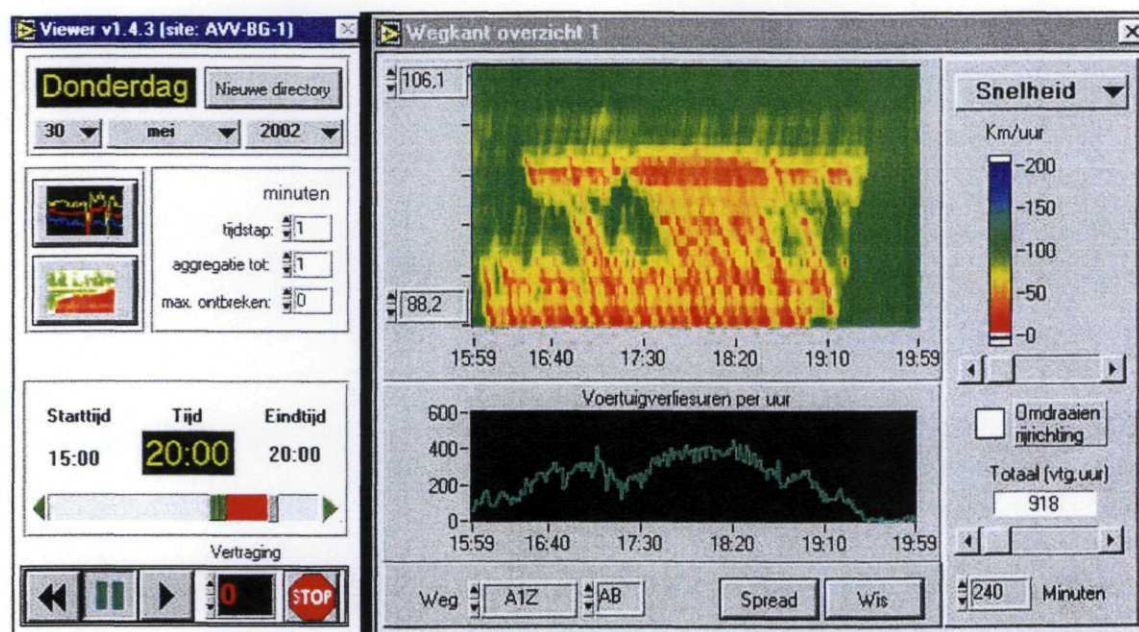 Viewer v1.4.3 (site: AVV-BG-1)
Donderdag
Nieuwe directory
30
mei
2002
minuten
tijdstap: 1
aggregatie tot: 1
max. ontbreken: 0
Starttijd
Tijd
Eindtijd
15:00
20:00
20:00
Vertraging
0
STOP
Wegkant overzicht 1
106,1
88,2
15:59
16:40
17:30
18:20
19:10
19:59
Voertuigverliesuren per uur
600
400
200
0
15:59
16:40
17:30
18:20
19:10
19:59
Weg
A1Z
AB
Spread
Wis
Snelheid
Km/uur
200
150
100
50
0
Omdraaien
rijrichting
Totaal (vtg.uur)
918
240
Minuten